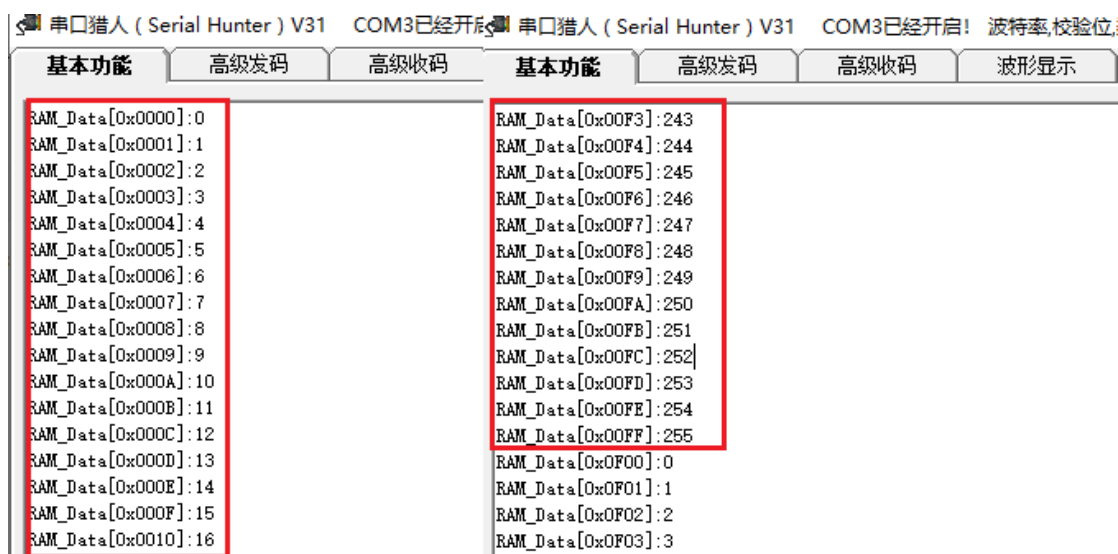 串口猎人 ( Serial Hunter ) V31 COM3已经开启
基本功能 高级发码 高级收码
RAM_Data[0x0000]:0
RAM_Data[0x0001]:1
RAM_Data[0x0002]:2
RAM_Data[0x0003]:3
RAM_Data[0x0004]:4
RAM_Data[0x0005]:5
RAM_Data[0x0006]:6
RAM_Data[0x0007]:7
RAM_Data[0x0008]:8
RAM_Data[0x0009]:9
RAM_Data[0x000A]:10
RAM_Data[0x000B]:11
RAM_Data[0x000C]:12
RAM_Data[0x000D]:13
RAM_Data[0x000E]:14
RAM_Data[0x000F]:15
RAM_Data[0x0010]:16
串口猎人 ( Serial Hunter ) V31 COM3已经开启! 波特率,校验位,
基本功能 高级发码 高级收码 波形显示
RAM_Data[0x00F3]:243
RAM_Data[0x00F4]:244
RAM_Data[0x00F5]:245
RAM_Data[0x00F6]:246
RAM_Data[0x00F7]:247
RAM_Data[0x00F8]:248
RAM_Data[0x00F9]:249
RAM_Data[0x00FA]:250
RAM_Data[0x00FB]:251
RAM_Data[0x00FC]:252
RAM_Data[0x00FD]:253
RAM_Data[0x00FE]:254
RAM_Data[0x00FF]:255
RAM_Data[0x0F00]:0
RAM_Data[0x0F01]:1
RAM_Data[0x0F02]:2
RAM_Data[0x0F03]:3